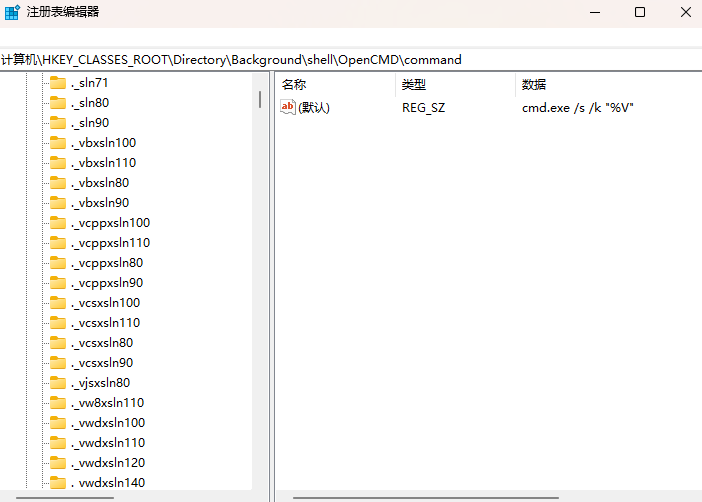 注册表编辑器
计算机\HKEY_CLASSES_ROOT\Directory\Background\shell\OpenCMD\command
._sln71
._sln80
._sln90
._vbxsln100
._vbxsln110
._vbxsln80
._vbxsln90
._vcppxsln100
._vcppxsln110
._vcppxsln80
._vcppxsln90
._vcsxsln100
._vcsxsln110
._vcsxsln80
._vcsxsln90
._vjsxsln80
._vw8xsln110
._vwdxsln100
._vwdxsln110
._vwdxsln120
._vwdxsln140
名称 类型 数据
ab (默认) REG_SZ cmd.exe /s /k "%V"